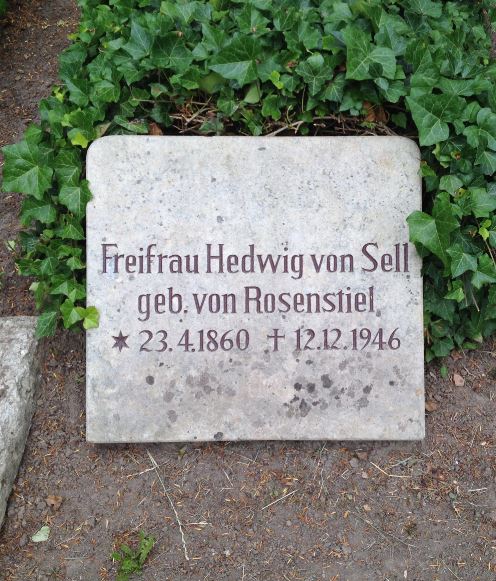 Freifrau Hedwig von Sell
geb. von Rosenstiel
✶ 23.4.1860 † 12.12.1946